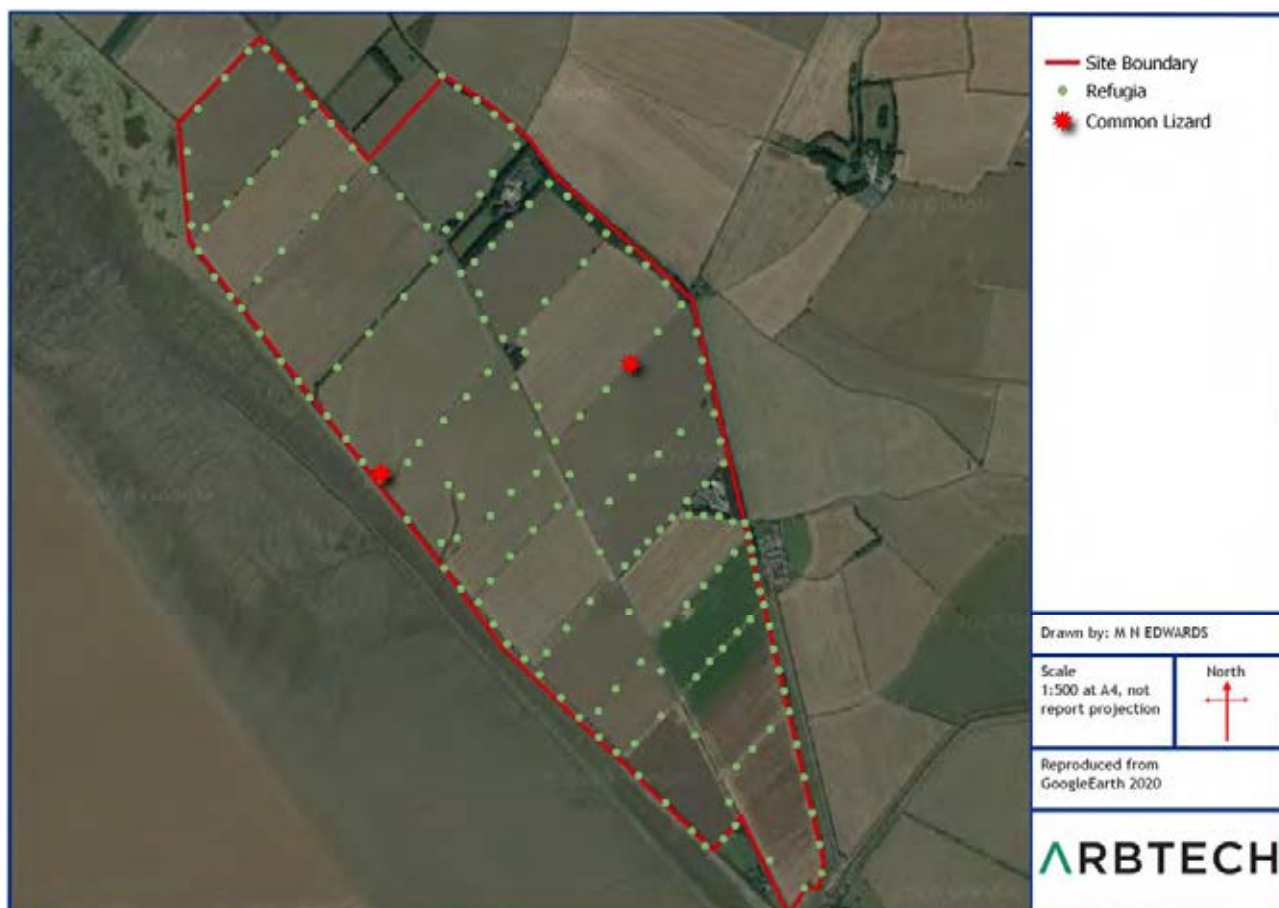 Site Boundary
Refugia
Common Lizard
Drawn by: M N EDWARDS
Scale
1:500 at A4, not
report projection
North
Reproduced from
GoogleEarth 2020
ARBTECH